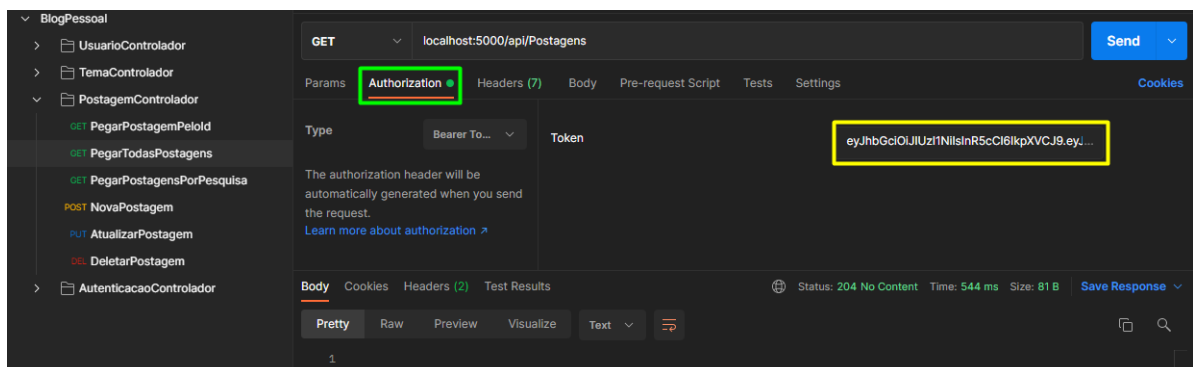 BlogPessoal
UsuarioControlador
TemaControlador
PostagemControlador
GET PegarPostagemPeloId
GET PegarTodasPostagens
GET PegarPostagensPorPesquisa
POST NovaPostagem
PUT AtualizarPostagem
DEL DeletarPostagem
AutenticacaoControlador
GET localhost:5000/api/Postagens Send
Params Authorization Headers (7) Body Pre-request Script Tests Settings Cookies
Type Bearer To...
The authorization header will be
automatically generated when you send
the request.
Learn more about authorization ↗
Token eyJhbGciOiJIUzI1NiIsInR5cCI6IkpXVCJ9.eyJ...
Body Cookies Headers (2) Test Results Status: 204 No Content Time: 544 ms Size: 81 B Save Response
Pretty Raw Preview Visualize Text
1